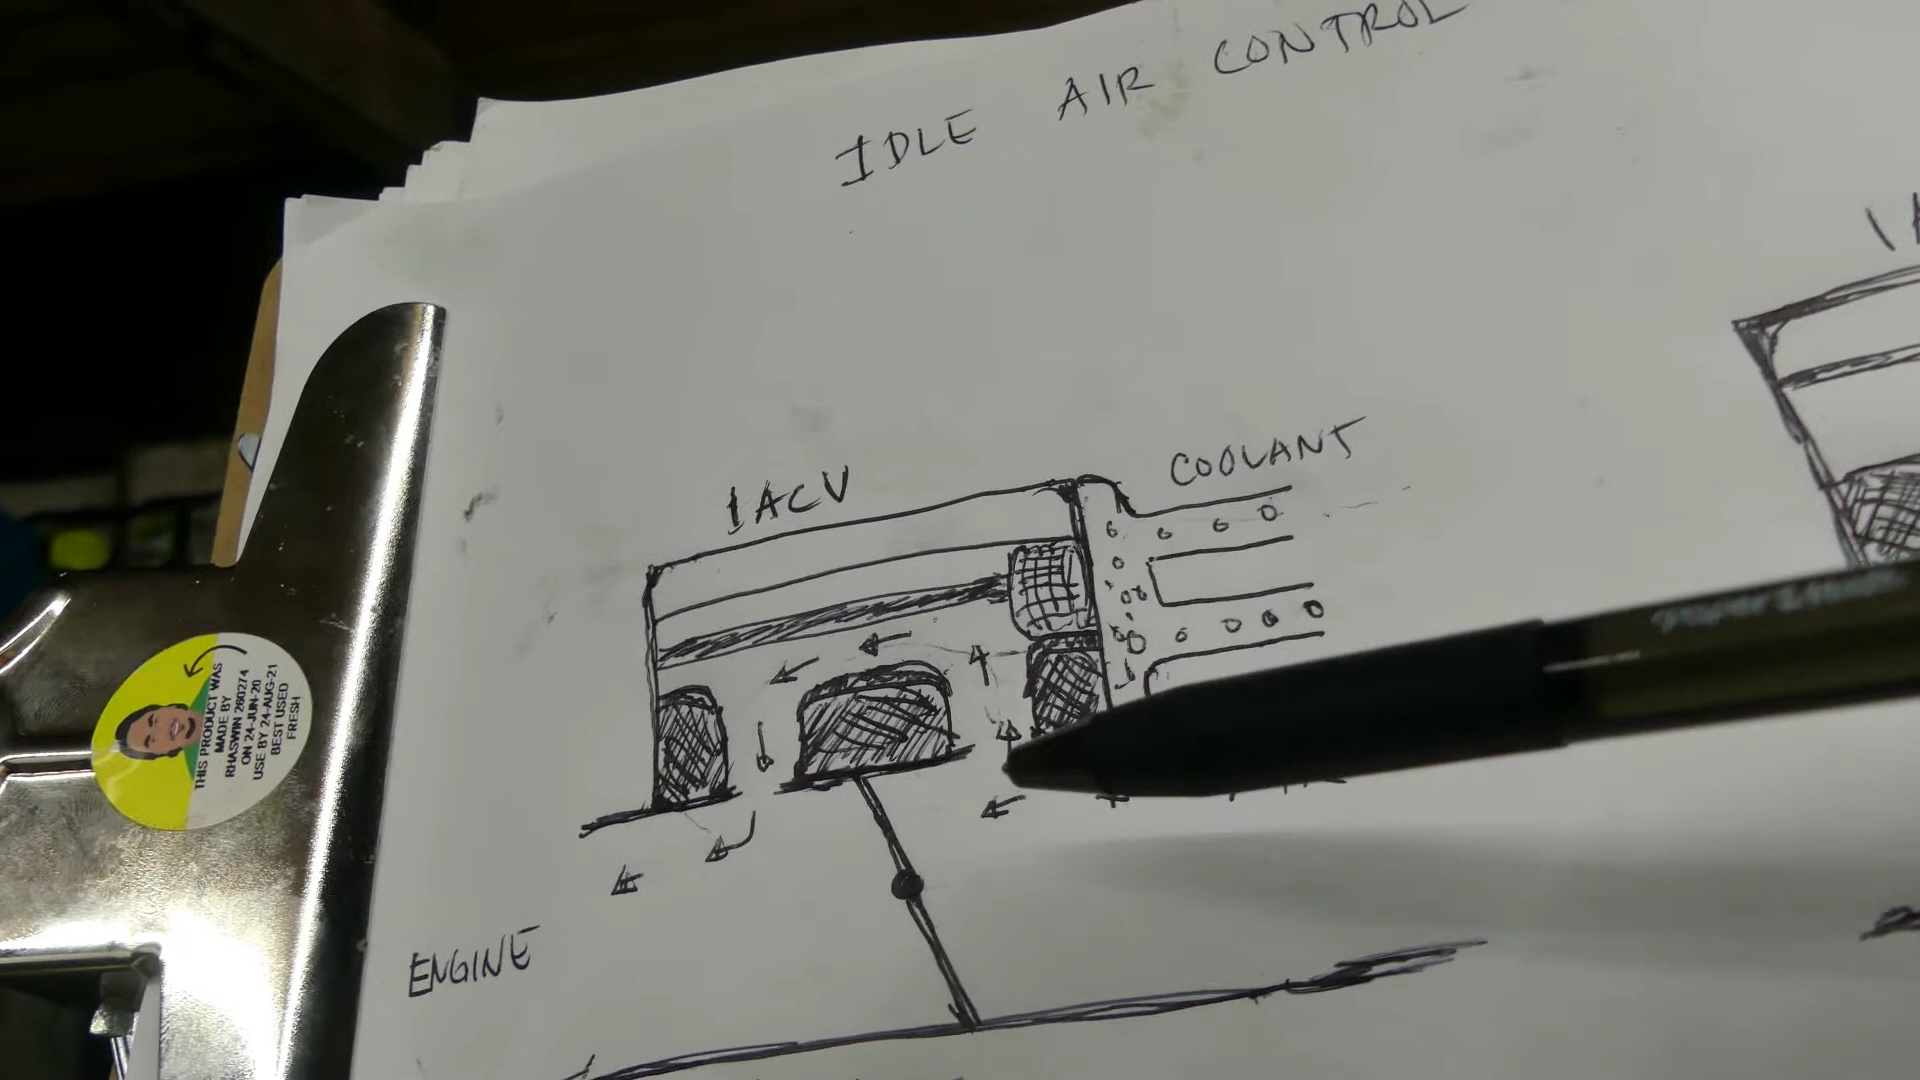 IDLE AIR CONTROL
IACV
COOLANT
THIS PRODUCT WAS
MADE BY
RHASWIN 260274
ON 24-JUN-20
USE BY 24-AUG-21
BEST USED
FRESH
ENGINE